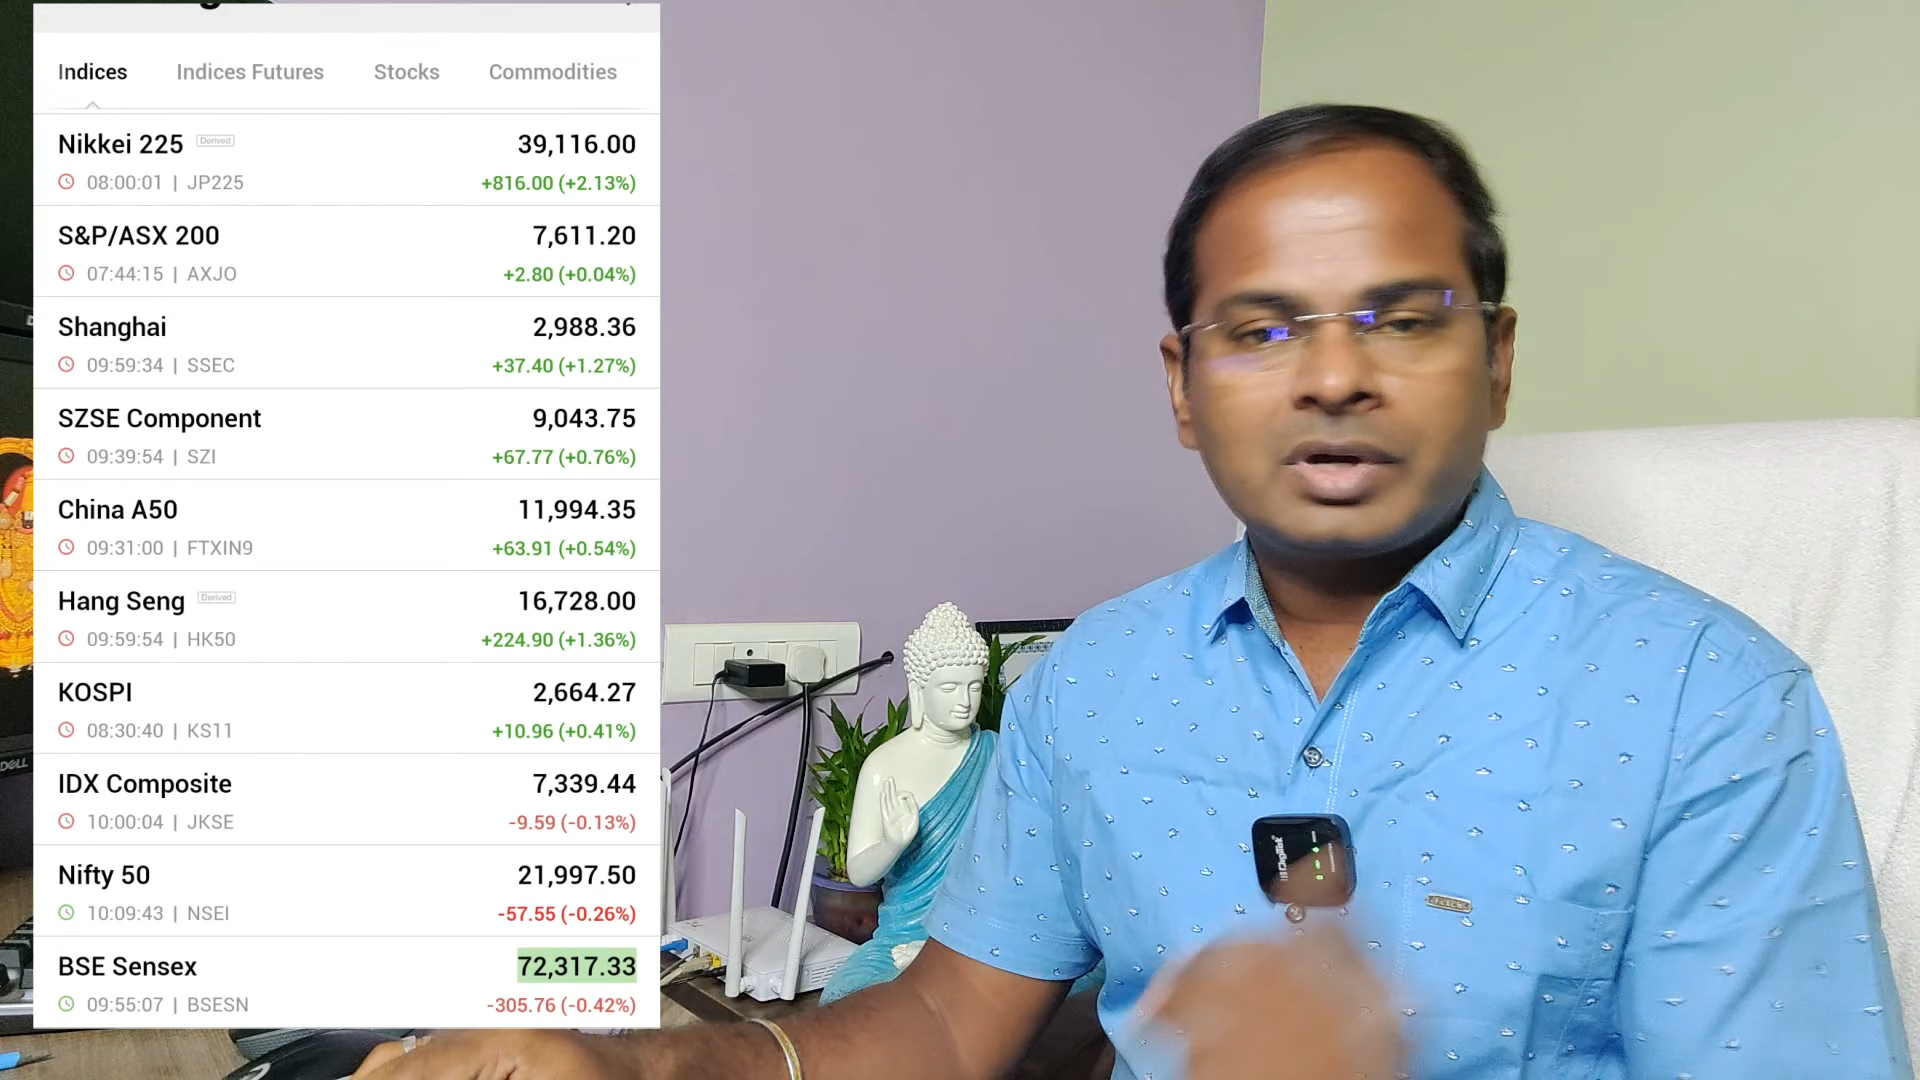 Indices Indices Futures Stocks Commodities
Nikkei 225 Derived 39,116.00
08:00:01 | JP225 +816.00 (+2.13%)
S&P/ASX 200 7,611.20
07:44:15 | AXJO +2.80 (+0.04%)
Shanghai 2,988.36
09:59:34 | SSEC +37.40 (+1.27%)
SZSE Component 9,043.75
09:39:54 | SZI +67.77 (+0.76%)
China A50 11,994.35
09:31:00 | FTXIN9 +63.91 (+0.54%)
Hang Seng Derived 16,728.00
09:59:54 | HK50 +224.90 (+1.36%)
KOSPI 2,664.27
08:30:40 | KS11 +10.96 (+0.41%)
IDX Composite 7,339.44
10:00:04 | JKSE -9.59 (-0.13%)
Nifty 50 21,997.50
10:09:43 | NSEI -57.55 (-0.26%)
BSE Sensex 72,317.33
09:55:07 | BSESN -305.76 (-0.42%)
DELL
DigiTek